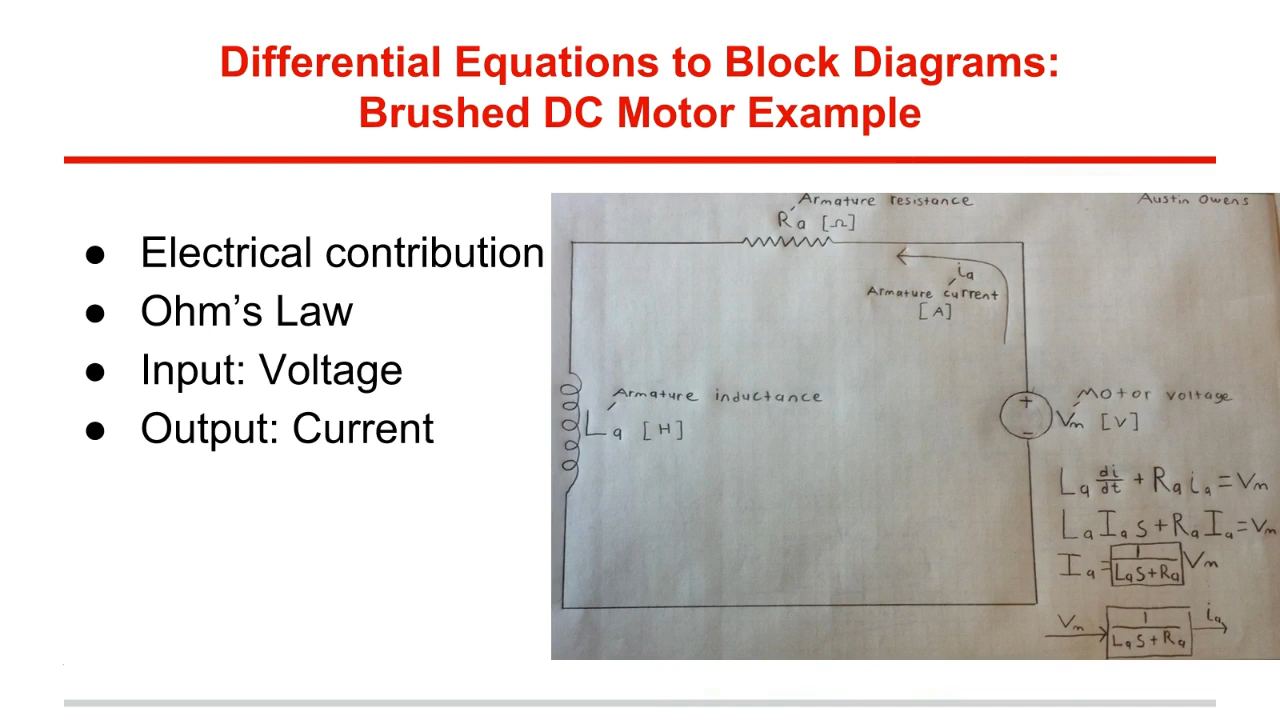 Differential Equations to Block Diagrams:
Brushed DC Motor Example
● Electrical contribution
● Ohm’s Law
● Input: Voltage
● Output: Current
Armature resistance
Austin Owens
Ra [Ω]
ia
Armature current
[A]
Armature inductance
La [H]
+
Motor voltage
Vm [V]
−
La di/dt + Ra ia = Vm
La Ia s + Ra Ia = Vm
Ia = 1/(Las+Ra) Vm
Vm 1/(Las+Ra) ia